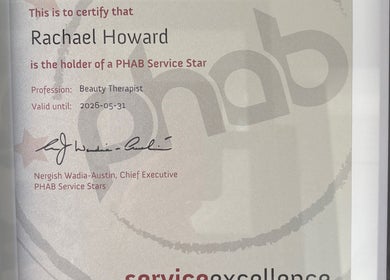 This is to certify that
Rachael Howard
is the holder of a PHAB Service Star
Profession: Beauty Therapist
Valid until: 2026-05-31
phab
Nergish Wadia-Austin, Chief Executive
PHAB Service Stars
serviceexcellence